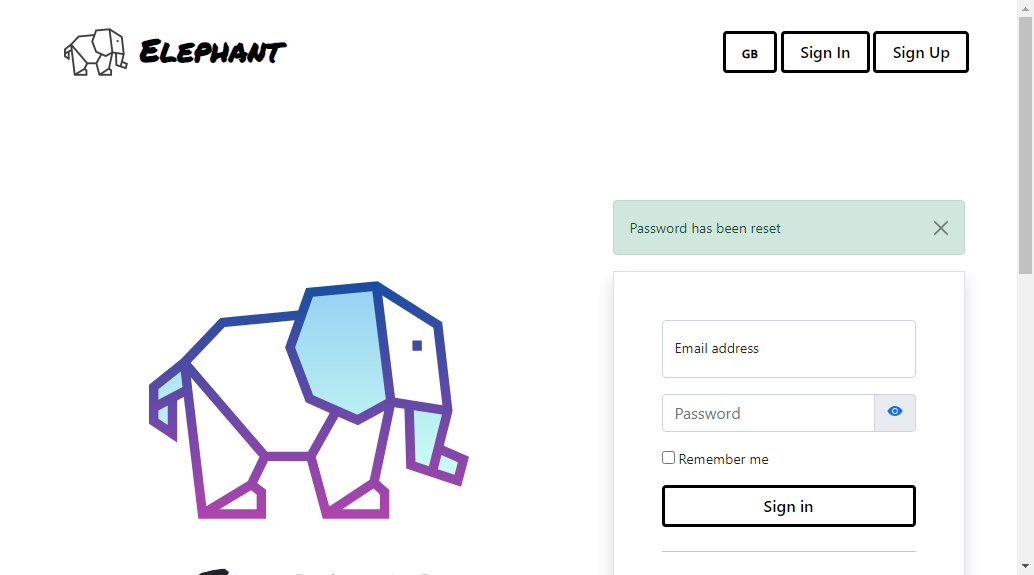 Elephant
GB
Sign In
Sign Up
Password has been reset
Email address
Password
Remember me
Sign in